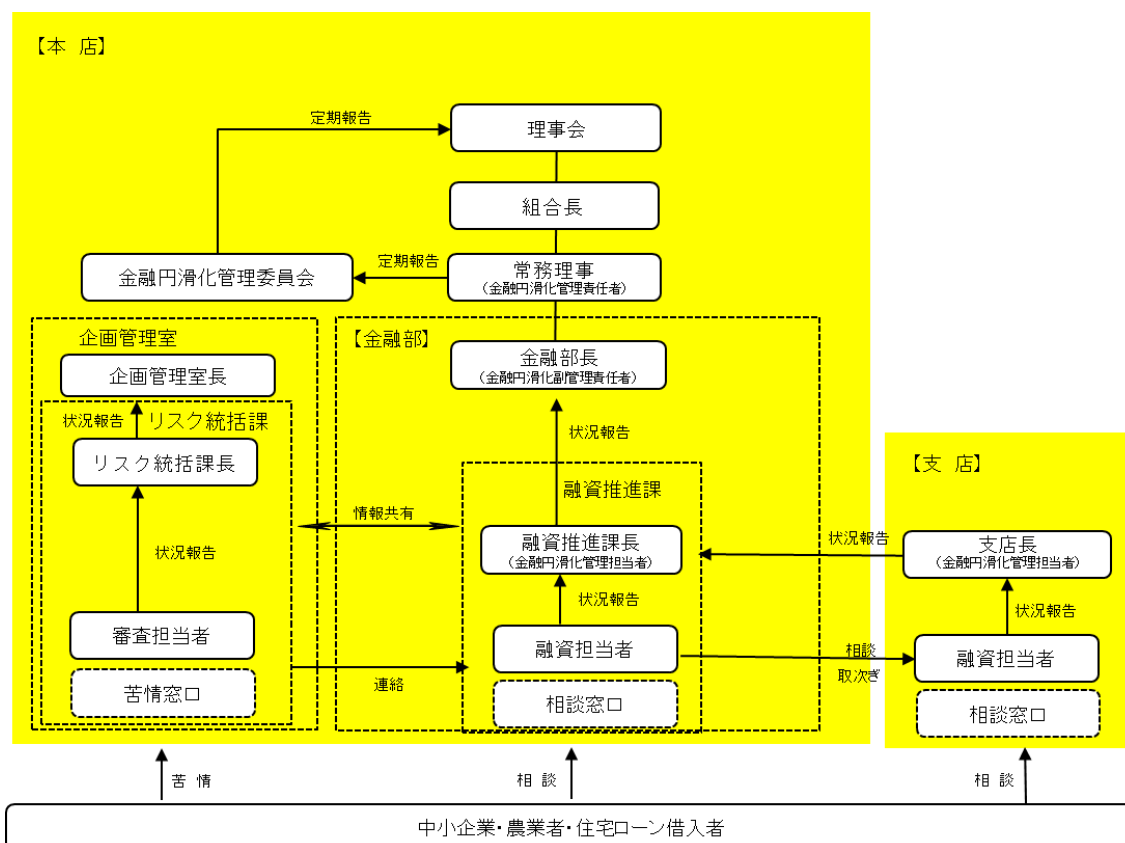 【本 店】
定期報告
理事会
組合長
定期報告
金融円滑化管理委員会
常務理事
(金融円滑化管理責任者)
企画管理室
【金融部】
企画管理室長
金融部長
(金融円滑化副管理責任者)
状況報告
リスク統括課
リスク統括課長
状況報告
【支 店】
融資推進課
情報共有
融資推進課長
(金融円滑化管理担当者)
状況報告
支店長
(金融円滑化管理担当者)
状況報告
状況報告
状況報告
審査担当者
融資担当者
相談
取次ぎ
融資担当者
苦情窓口
連絡
相談窓口
相談窓口
苦 情
相 談
相 談
中小企業・農業者・住宅ローン借入者